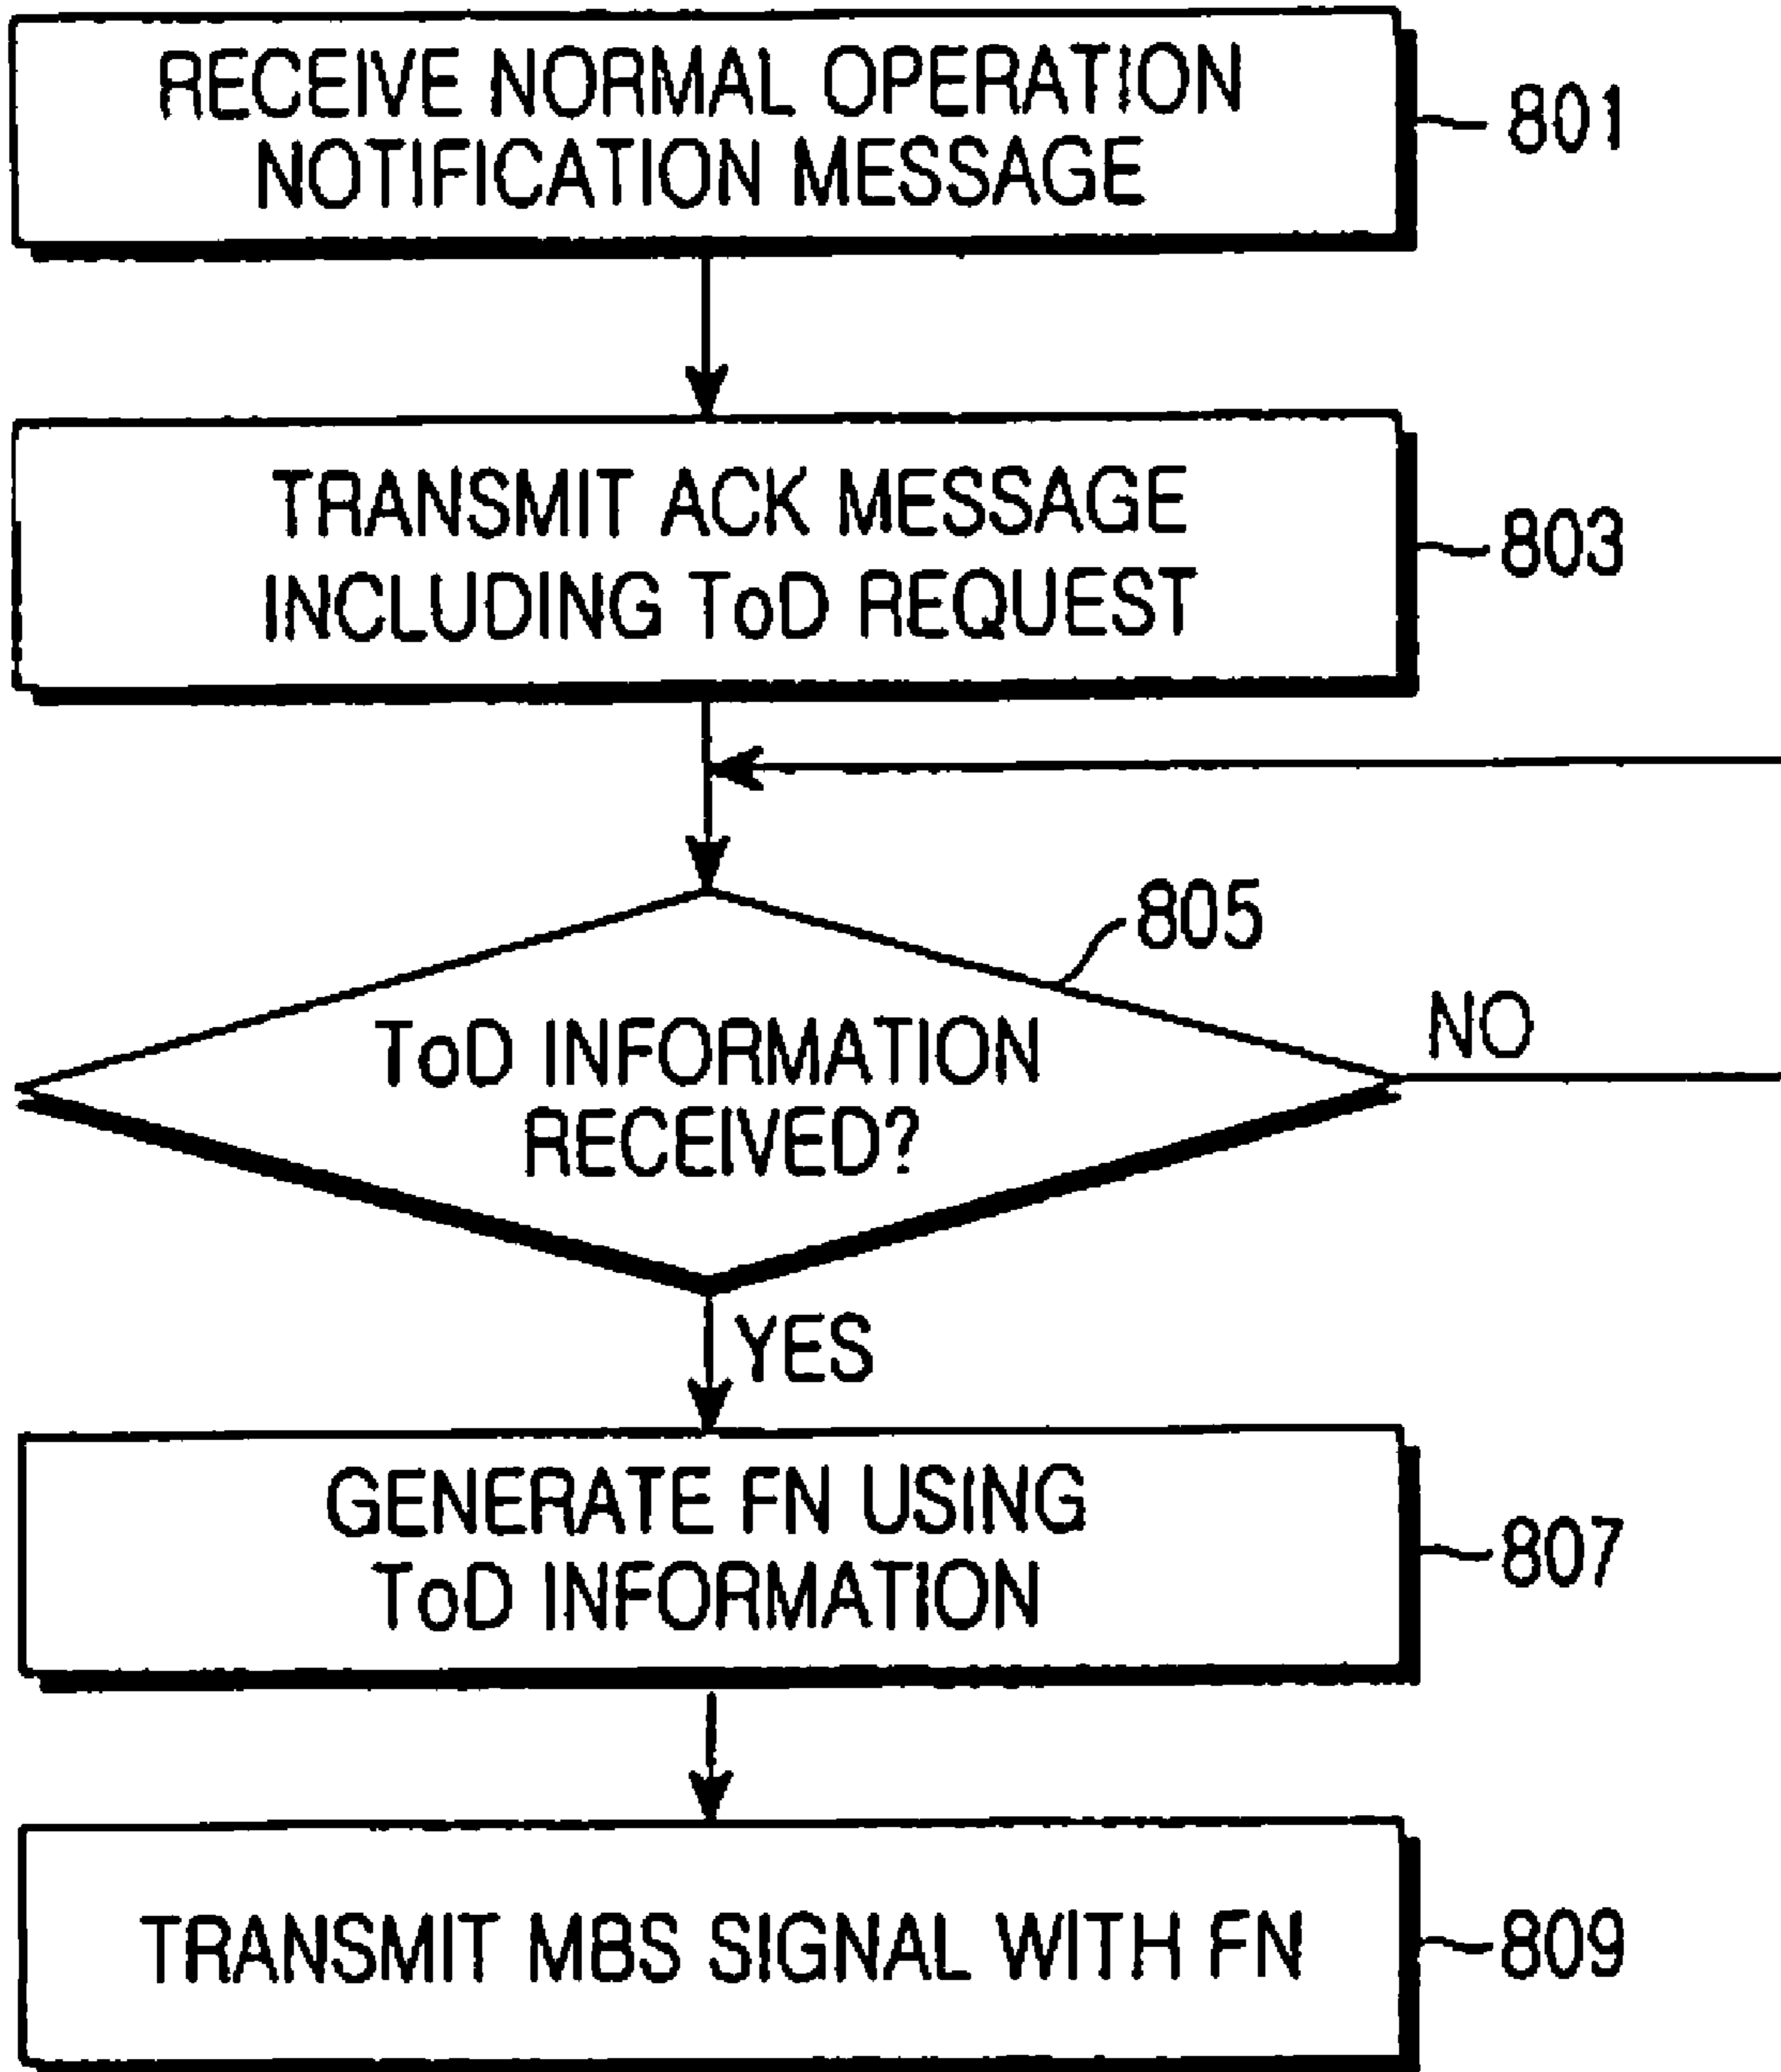 RECEIVE NORMAL OPERATION
NOTIFICATION MESSAGE
801
TRANSMIT ACK MESSAGE
INCLUDING ToD REQUEST
803
805
ToD INFORMATION
RECEIVED?
NO
YES
GENERATE FN USING
ToD INFORMATION
807
TRANSMIT MBS SIGNAL WITH FN
809